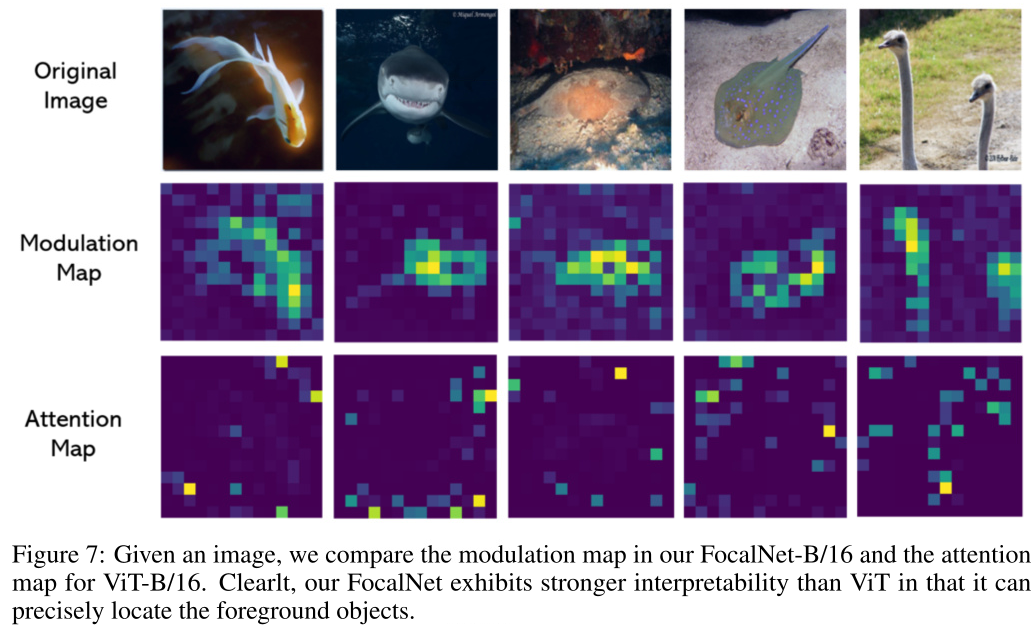 Original
Image
© Miquel Armengol
Modulation
Map
Attention
Map
Figure 7: Given an image, we compare the modulation map in our FocalNet-B/16 and the attention
map for ViT-B/16. Clearlt, our FocalNet exhibits stronger interpretability than ViT in that it can
precisely locate the foreground objects.